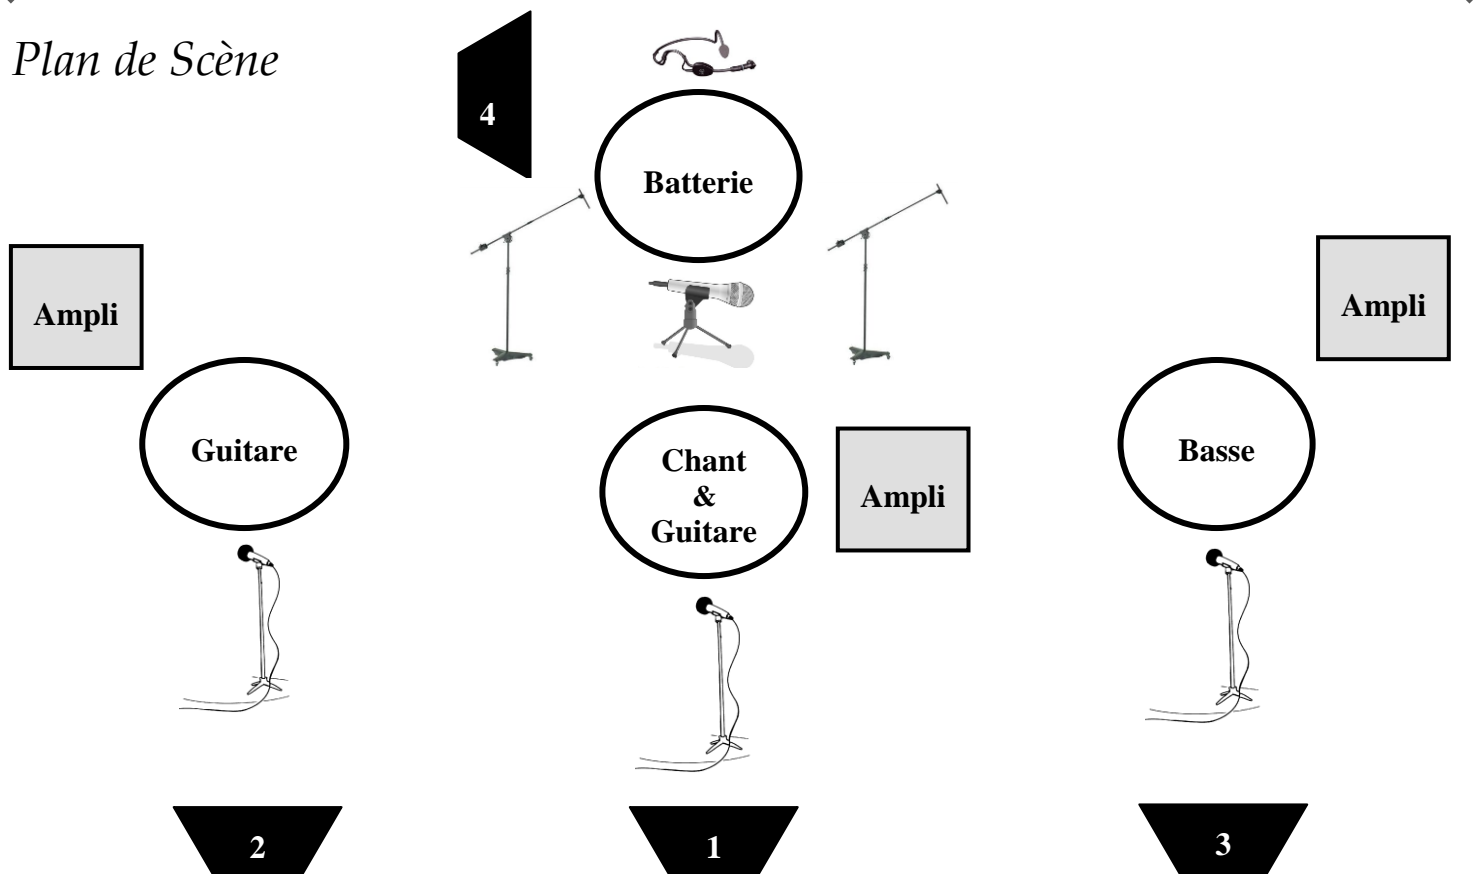 Plan de Scène
4
Batterie
Ampli
Ampli
Guitare
Chant
&
Guitare
Ampli
Basse
2
1
3